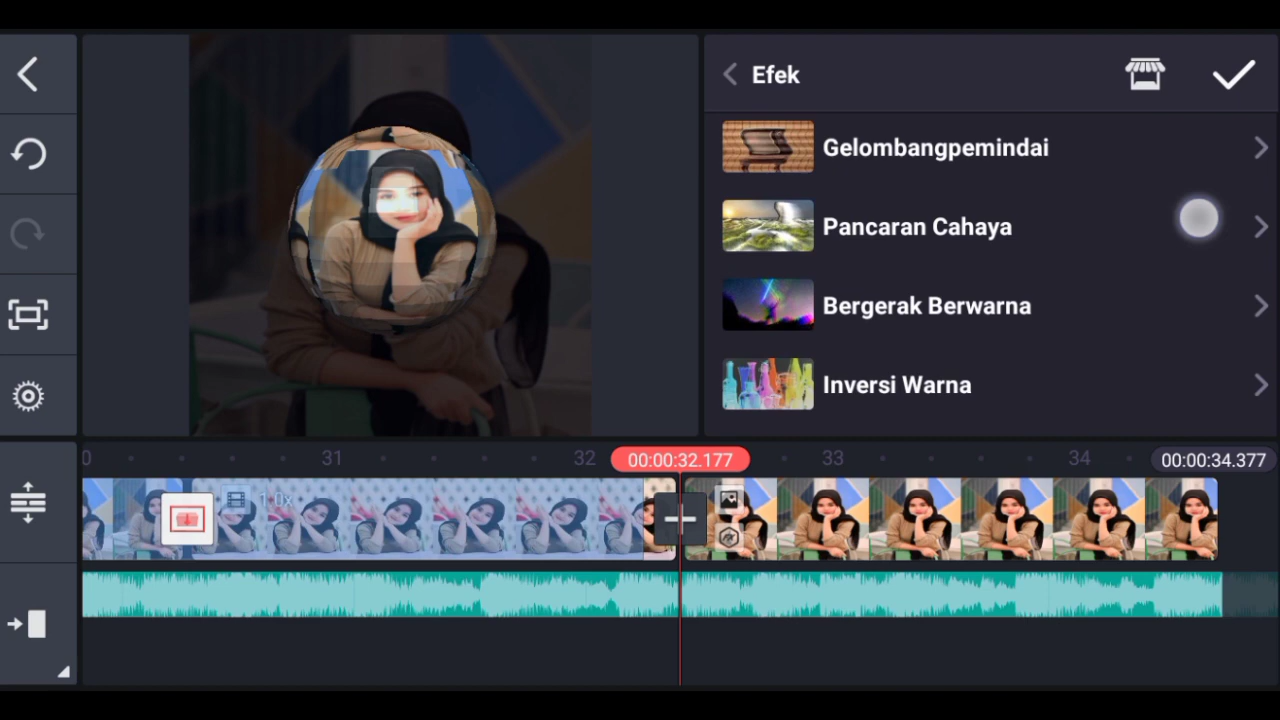 Efek
Gelombangpemindai
Pancaran Cahaya
Bergerak Berwarna
Inversi Warna
0
31
32
00:00:32.177
33
34
00:00:34.377
1.0x